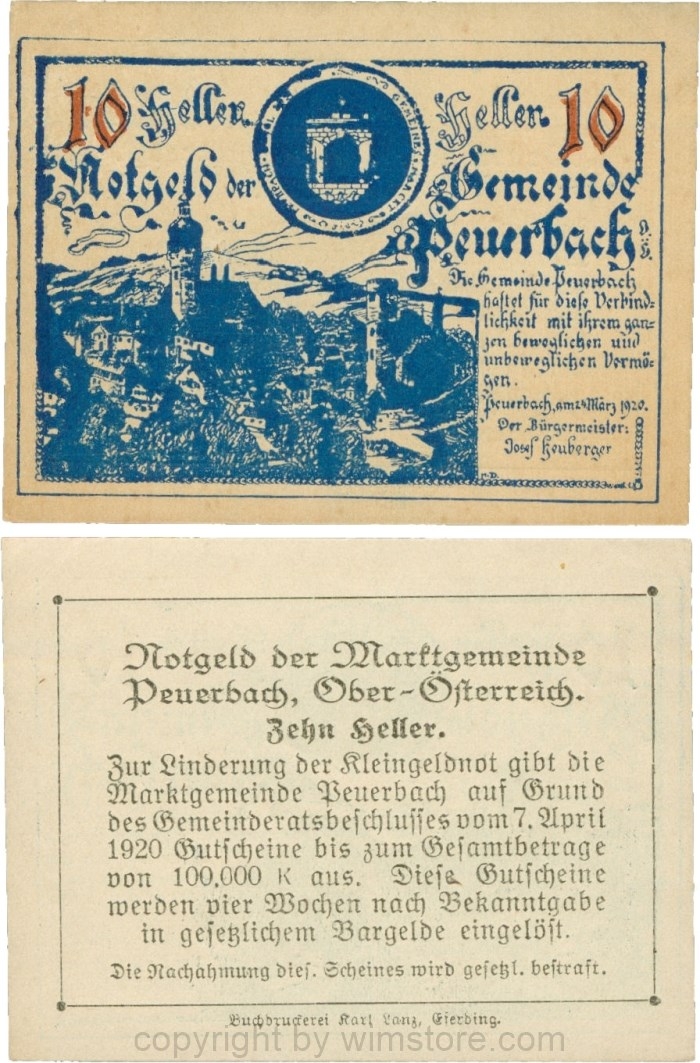 10 Heller. Heller. 10
Notgeld der Gemeinde
Peuerbach
Die Gemeinde Peuerbach
haftet für diese Verbind=
lichkeit mit ihrem gan=
zen beweglichen und
unbeweglichen Vermö=
gen.
Peuerbach, am 24 März 1920.
Der Bürgermeister:
Josef Heuberger
Notgeld der Marktgemeinde
Peuerbach, Ober-Österreich.
Zehn Heller.
Zur Linderung der Kleingeldnot gibt die
Marktgemeinde Peuerbach auf Grund
des Gemeinderatsbeschlusses vom 7. April
1920 Gutscheine bis zum Gesamtbetrage
von 100,000 K aus. Diese Gutscheine
werden vier Wochen nach Bekanntgabe
in gesetzlichem Bargelde eingelöst.
Die Nachahmung dies. Scheines wird gesetzl. bestraft.
Buchdruckerei Karl Lanz, Eferding.
copyright by wimstore.com